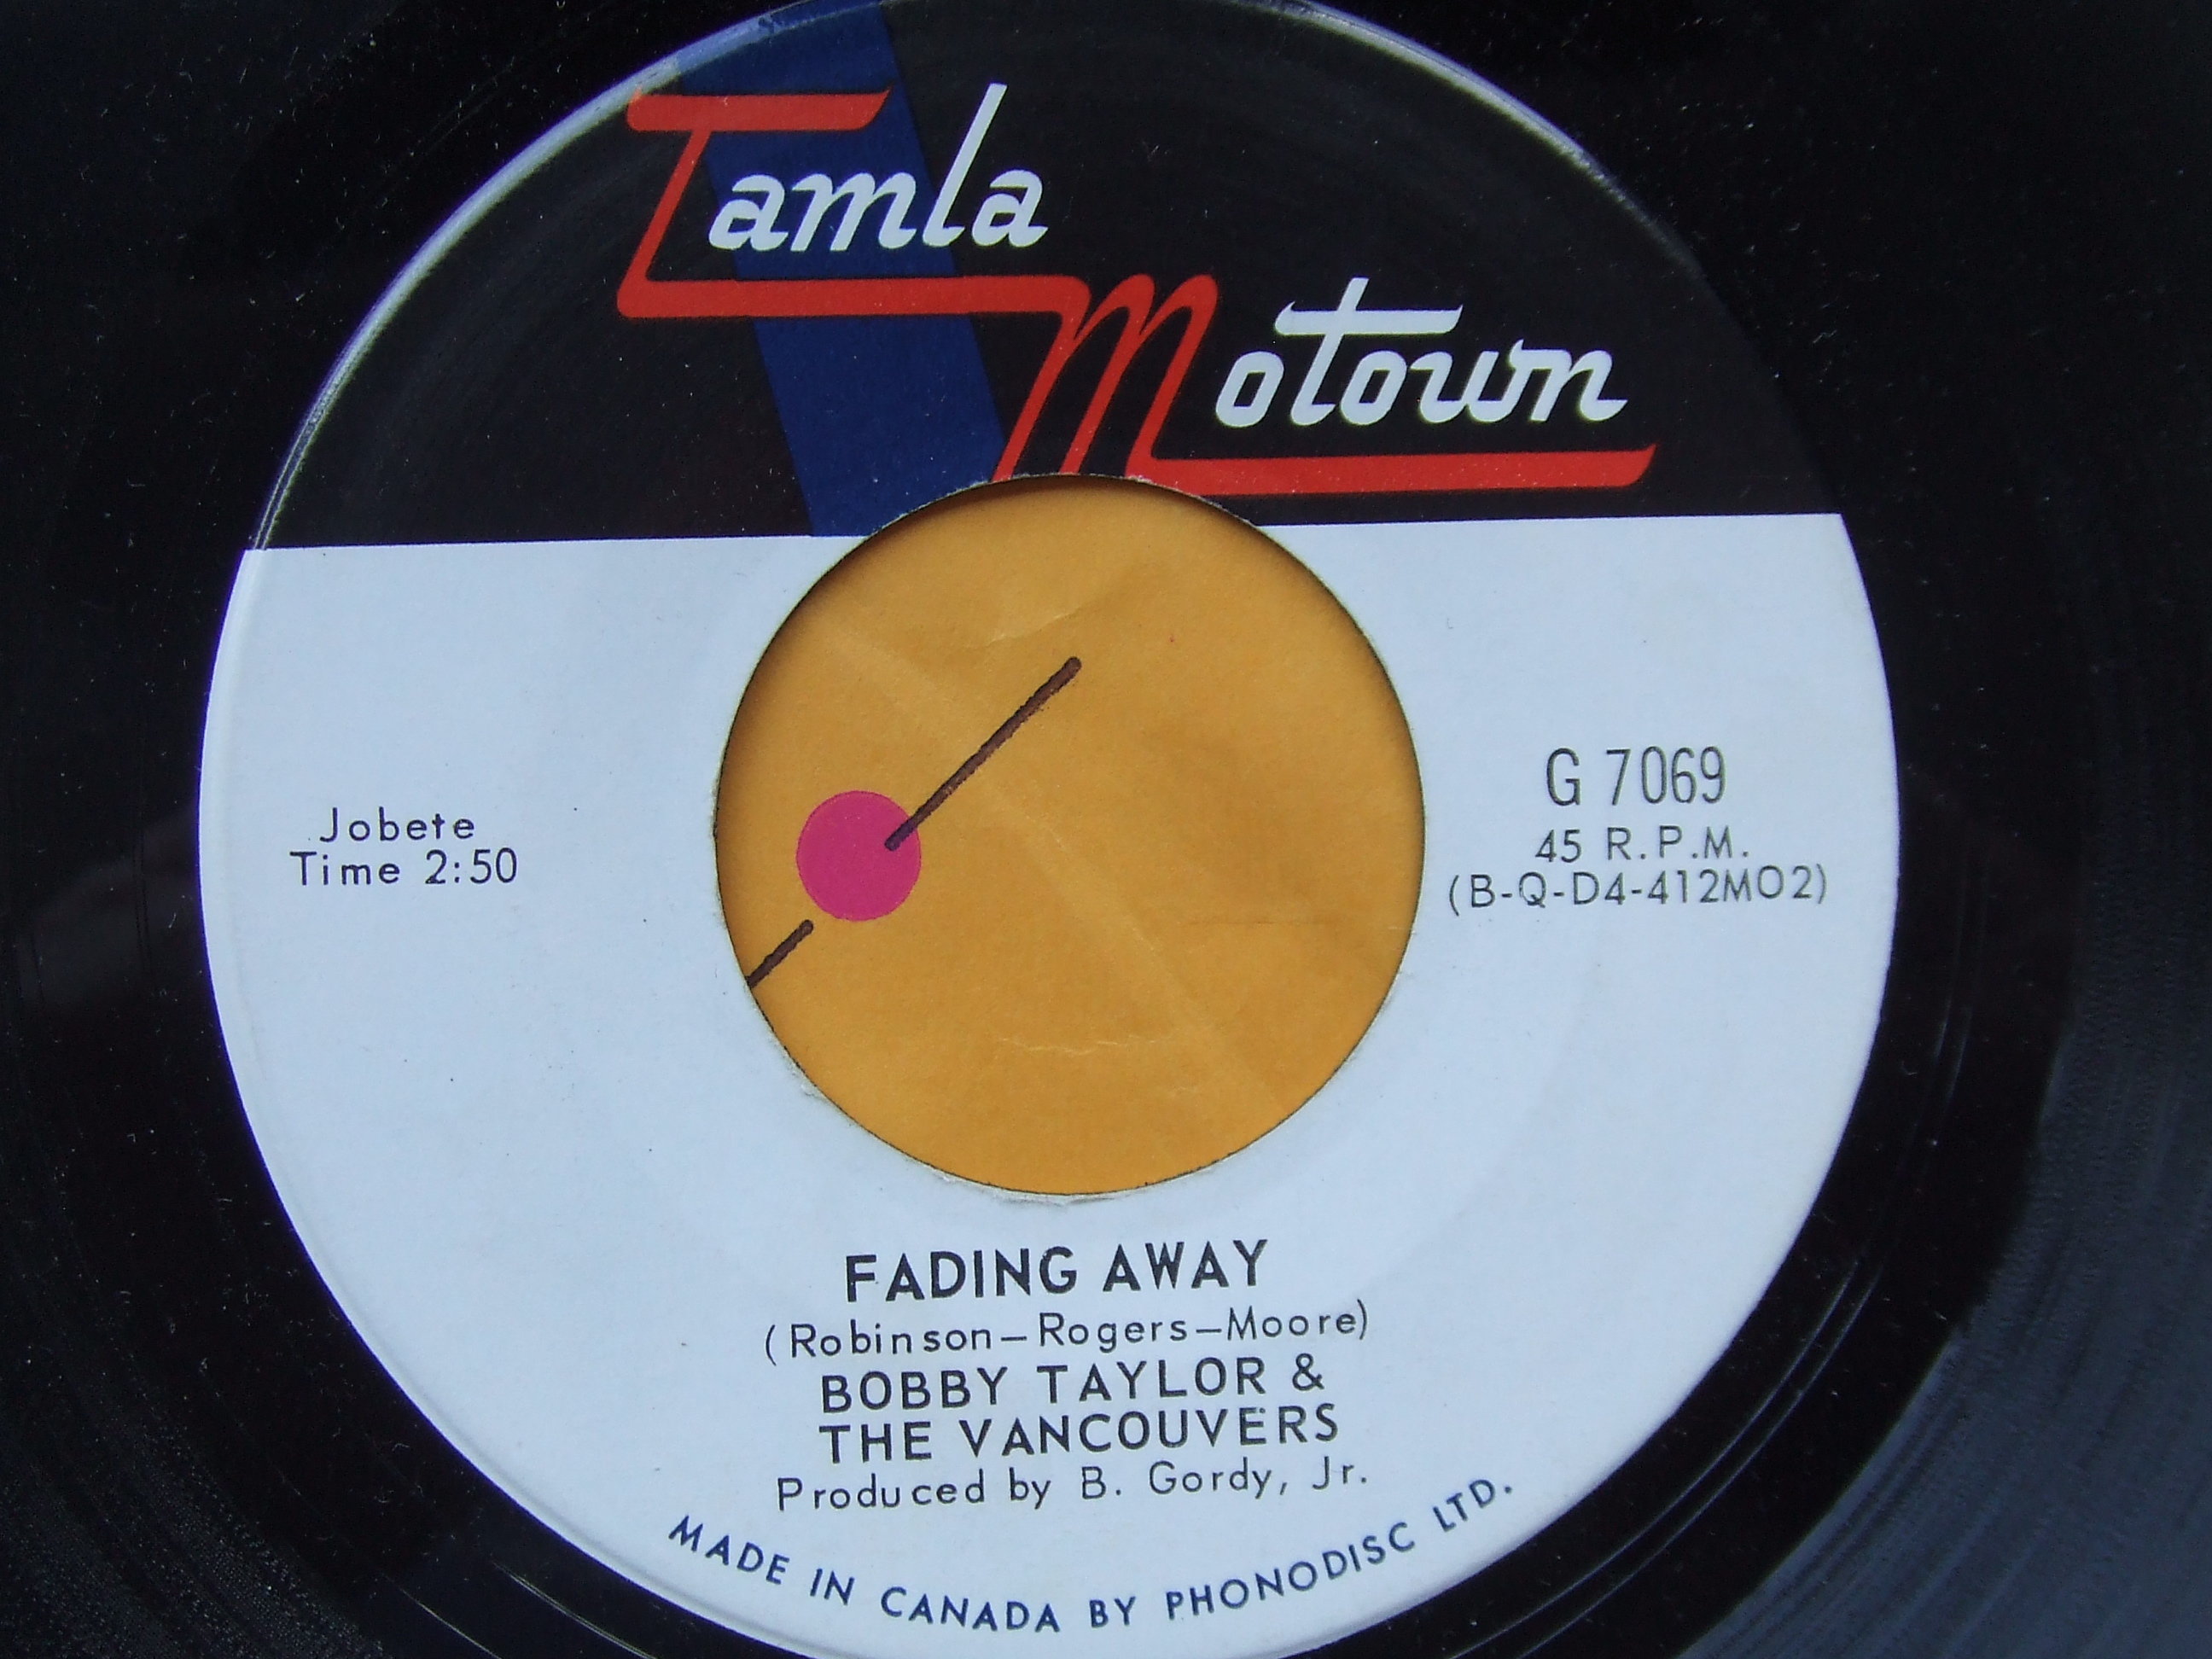 Tamla
Motown
Jobete
Time 2:50
G 7069
45 R.P.M.
(B-Q-D4-412MO2)
FADING AWAY
(Robinson—Rogers—Moore)
BOBBY TAYLOR &
THE VANCOUVERS
Produced by B. Gordy, Jr.
MADE IN CANADA BY PHONODISC LTD.